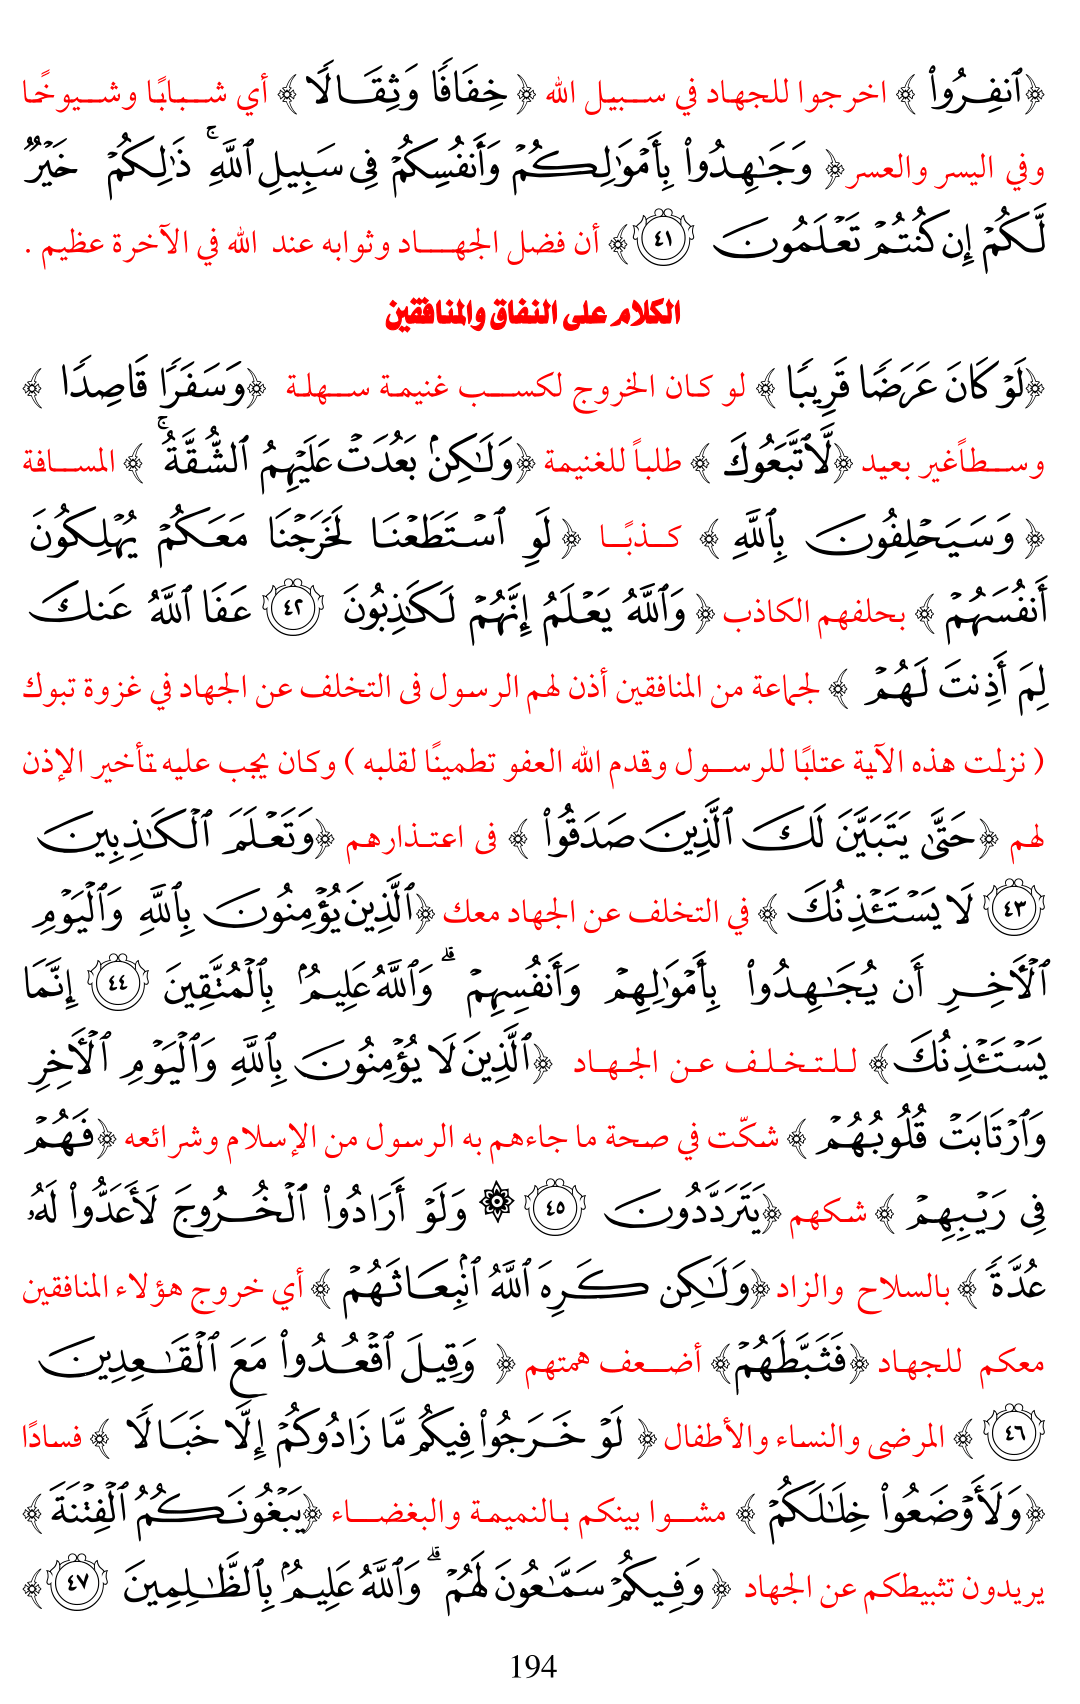 ﴿ٱنفِرُواْ ﴾ اخرجوا للجهاد في سبيل الله ﴿ خِفَافًا وَثِقَالًا ﴾ أي شبابًا وشيوخًا
وفي اليسر والعسر﴿ وَجَٰهِدُواْ بِأَمۡوَٰلِكُمۡ وَأَنفُسِكُمۡ فِي سَبِيلِ ٱللَّهِۚ ذَٰلِكُمۡ خَيۡرٞ
لَّكُمۡ إِن كُنتُمۡ تَعۡلَمُونَ ٤١﴾ أن فضل الجهاد وثوابه عند الله في الآخرة عظيم .
الكلام على النفاق والمنافقين
﴿لَوۡ كَانَ عَرَضٗا قَرِيبٗا ﴾ لو كان الخروج لكسب غنيمة سهلة ﴿وَسَفَرٗا قَاصِدٗا ﴾
وسطاًغير بعيد ﴿لَّٱتَّبَعُوكَ ﴾ طلباً للغنيمة ﴿وَلَٰكِنۢ بَعُدَتۡ عَلَيۡهِمُ ٱلشُّقَّةُۚ ﴾ المسافة
﴿ وَسَيَحۡلِفُونَ بِٱللَّهِ ﴾ كذبًا ﴿ لَوِ ٱسۡتَطَعۡنَا لَخَرَجۡنَا مَعَكُمۡ يُهۡلِكُونَ
أَنفُسَهُمۡ ﴾ بحلفهم الكاذب ﴿ وَٱللَّهُ يَعۡلَمُ إِنَّهُمۡ لَكَٰذِبُونَ ٤٢ عَفَا ٱللَّهُ عَنكَ
لِمَ أَذِنتَ لَهُمۡ ﴾ لجماعة من المنافقين أذن لهم الرسول فى التخلف عن الجهاد في غزوة تبوك
( نزلت هذه الآية عتابًا للرسول وقدم الله العفو تطمينًا لقلبه ) وكان يجب عليه تأخير الإذن
لهم ﴿حَتَّىٰ يَتَبَيَّنَ لَكَ ٱلَّذِينَ صَدَقُواْ ﴾ فى اعتذارهم ﴿وَتَعۡلَمَ ٱلۡكَٰذِبِينَ
٤٣ لَا يَسۡتَـٔۡذِنُكَ ﴾ في التخلف عن الجهاد معك ﴿ٱلَّذِينَ يُؤۡمِنُونَ بِٱللَّهِ وَٱلۡيَوۡمِ
ٱلۡأٓخِرِ أَن يُجَٰهِدُواْ بِأَمۡوَٰلِهِمۡ وَأَنفُسِهِمۡۗ وَٱللَّهُ عَلِيمُۢ بِٱلۡمُتَّقِينَ ٤٤ إِنَّمَا
يَسۡتَـٔۡذِنُكَ﴾ للتخلف عن الجهاد ﴿ٱلَّذِينَ لَا يُؤۡمِنُونَ بِٱللَّهِ وَٱلۡيَوۡمِ ٱلۡأٓخِرِ
وَٱرۡتَابَتۡ قُلُوبُهُمۡ ﴾ شكّت في صحة ما جاءهم به الرسول من الإسلام وشرائعه ﴿فَهُمۡ
فِي رَيۡبِهِمۡ ﴾ شكهم ﴿يَتَرَدَّدُونَ ٤٥ ۞ وَلَوۡ أَرَادُواْ ٱلۡخُرُوجَ لَأَعَدُّواْ لَهُۥ
عُدَّةٗ ﴾ بالسلاح والزاد ﴿وَلَٰكِن كَرِهَ ٱللَّهُ ٱنۢبِعَاثَهُمۡ ﴾ أي خروج هؤلاء المنافقين
معكم للجهاد ﴿فَثَبَّطَهُمۡ﴾ أضعف همتهم ﴿ وَقِيلَ ٱقۡعُدُواْ مَعَ ٱلۡقَٰعِدِينَ
٤٦ ﴾ المرضى والنساء والأطفال ﴿ لَوۡ خَرَجُواْ فِيكُم مَّا زَادُوكُمۡ إِلَّا خَبَالٗا ﴾ فسادًا
﴿وَلَأَوۡضَعُواْ خِلَٰلَكُمۡ ﴾ مشوا بينكم بالنميمة والبغضاء ﴿يَبۡغُونَكُمُ ٱلۡفِتۡنَةَ ﴾
يريدون تثبيطكم عن الجهاد ﴿ وَفِيكُمۡ سَمَّٰعُونَ لَهُمۡۗ وَٱللَّهُ عَلِيمُۢ بِٱلظَّٰلِمِينَ ٤٧ ﴾
194